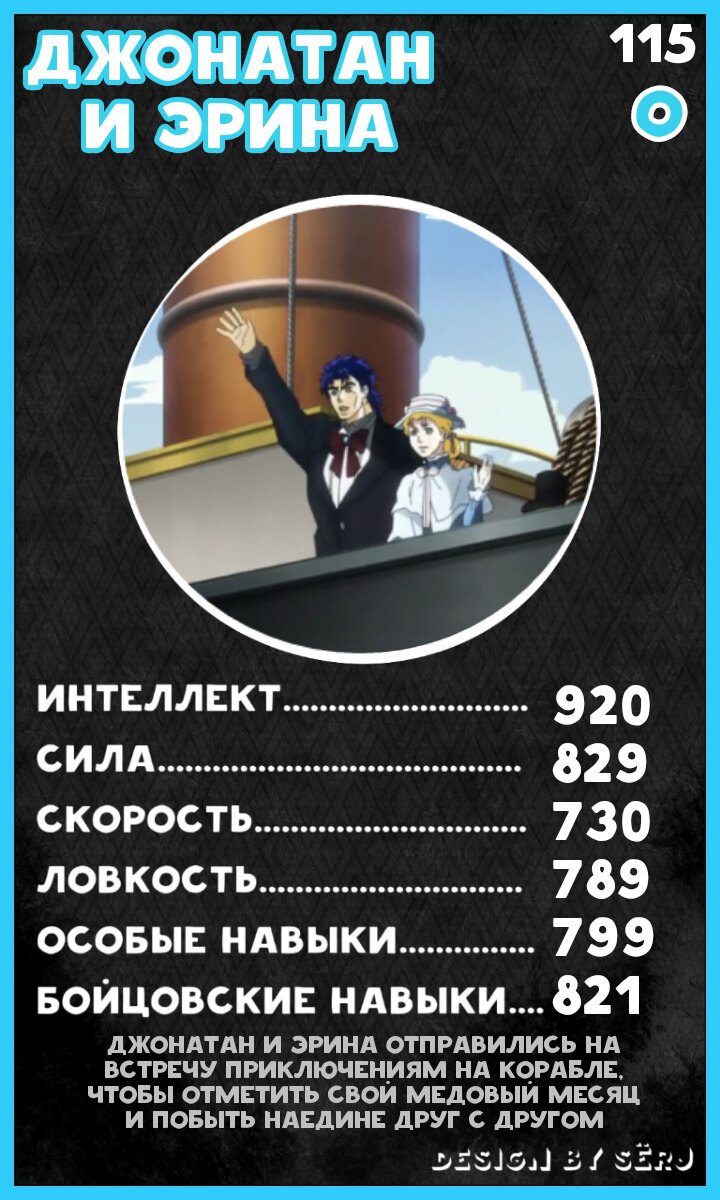 ДЖОНАТАН
И ЭРИНА
115
ИНТЕЛЛЕКТ........................... 920
СИЛА........................................ 829
СКОРОСТЬ.............................. 730
ЛОВКОСТЬ............................. 789
ОСОБЫЕ НАВЫКИ............... 799
БОЙЦОВСКИЕ НАВЫКИ.... 821
ДЖОНАТАН И ЭРИНА ОТПРАВИЛИСЬ НА
ВСТРЕЧУ ПРИКЛЮЧЕНИЯМ НА КОРАБЛЕ,
ЧТОБЫ ОТМЕТИТЬ СВОЙ МЕДОВЫЙ МЕСЯЦ
И ПОБЫТЬ НАЕДИНЕ ДРУГ С ДРУГОМ
DESIGN BY SЁRJ